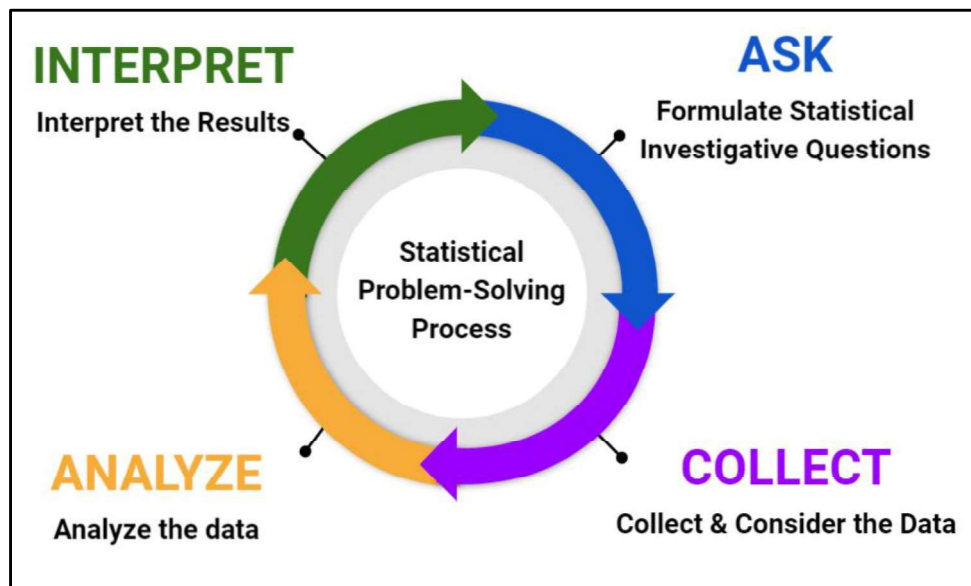 INTERPRET
Interpret the Results
ASK
Formulate Statistical
Investigative Questions
Statistical
Problem-Solving
Process
ANALYZE
Analyze the data
COLLECT
Collect & Consider the Data